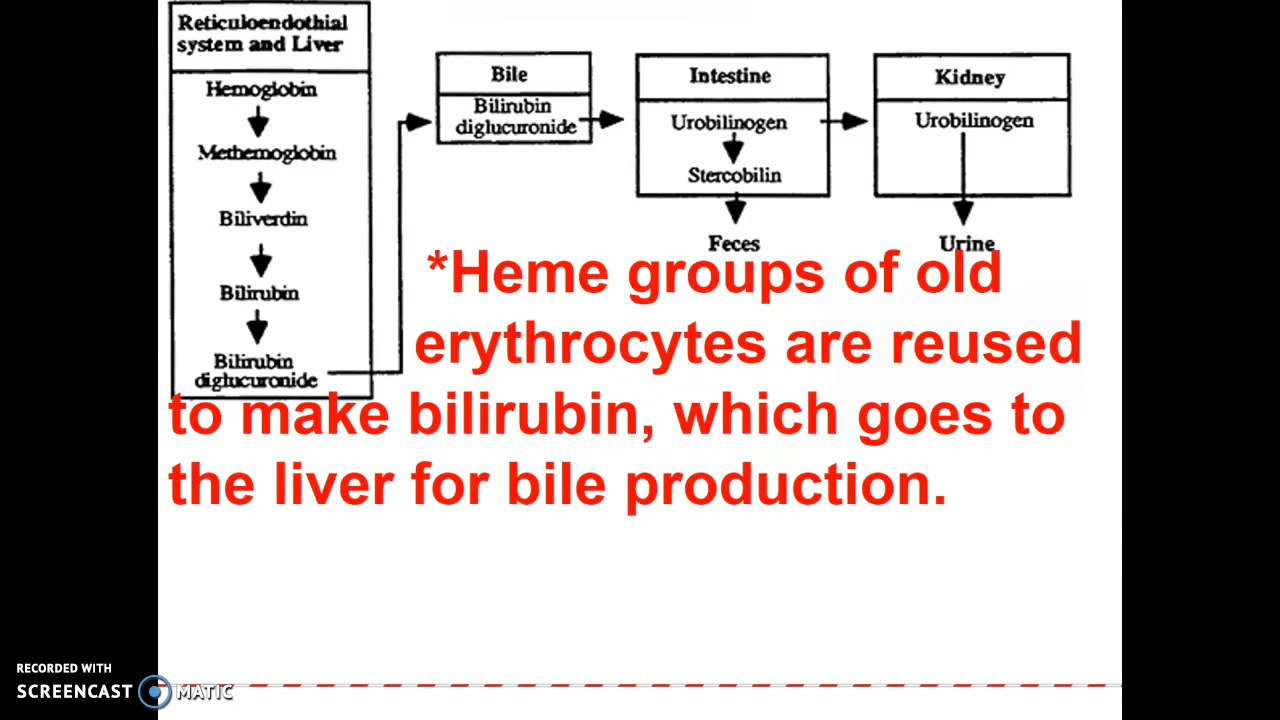 Reticuloendothial
system and Liver
Hemoglobin
Methemoglobin
Biliverdin
Bilirubin
Bilirubin
diglucuronide
Bile
Bilirubin
diglucuronide
Intestine
Urobilinogen
Stercobilin
Feces
Kidney
Urobilinogen
Urine
*Heme groups of old
erythrocytes are reused
to make bilirubin, which goes to
the liver for bile production.
RECORDED WITH
SCREENCAST MATIC